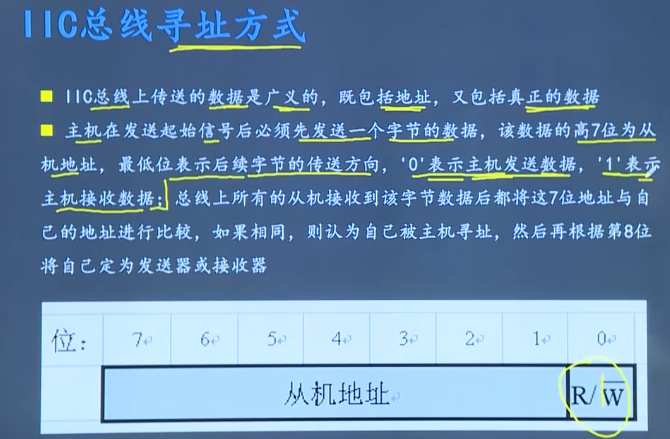 IIC总线寻址方式
■ IIC总线上传送的数据是广义的，既包括地址，又包括真正的数据
■ 主机在发送起始信号后必须先发送一个字节的数据，该数据的高7位为从
机地址，最低位表示后续字节的传送方向，'0'表示主机发送数据，'1'表示
主机接收数据；总线上所有的从机接收到该字节数据后都将这7位地址与自
己的地址进行比较，如果相同，则认为自己被主机寻址，然后再根据第8位
将自己定为发送器或接收器
位： 7 6 5 4 3 2 1 0
从机地址 R/W̅